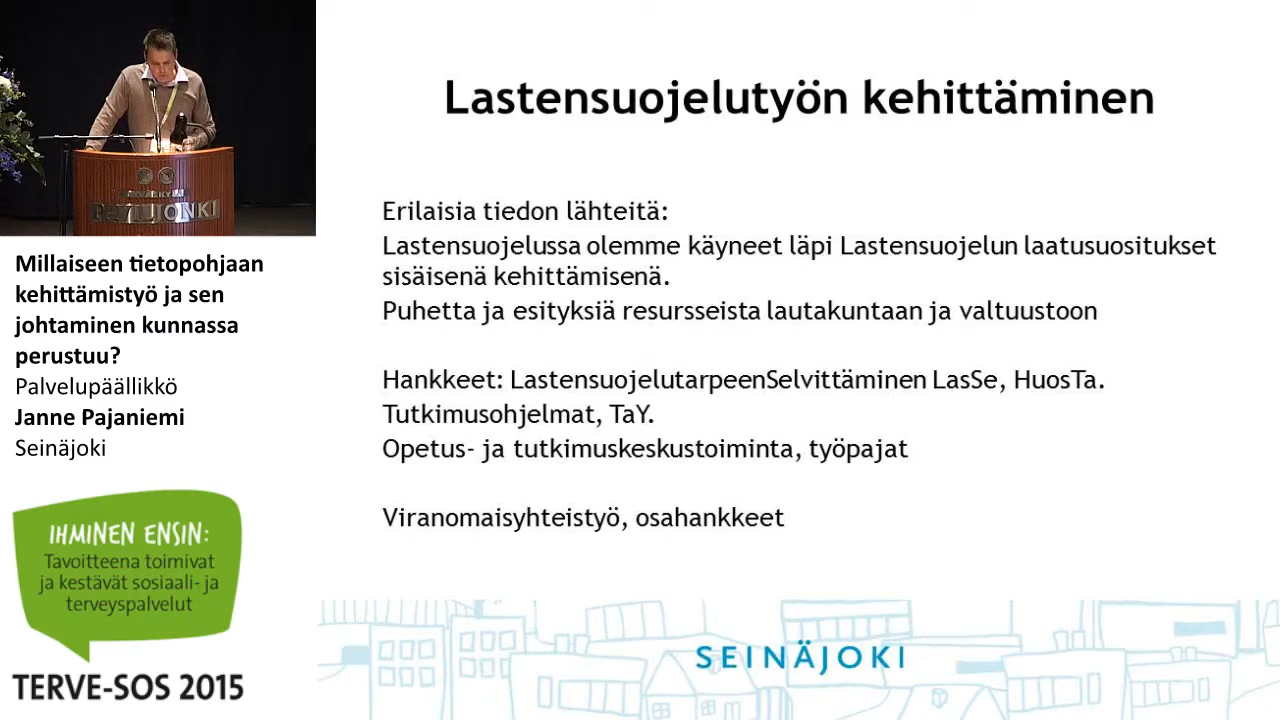 PAVILJONKI
Millaiseen tietopohjaan
kehittämistyö ja sen
johtaminen kunnassa
perustuu?
Palvelupäällikkö
Janne Pajaniemi
Seinäjoki
IHMINEN ENSIN:
Tavoitteena toimivat
ja kestävät sosiaali- ja
terveyspalvelut
TERVE-SOS 2015
Lastensuojelutyön kehittäminen
Erilaisia tiedon lähteitä:
Lastensuojelussa olemme käyneet läpi Lastensuojelun laatusuositukset
sisäisenä kehittämisenä.
Puhetta ja esityksiä resursseista lautakuntaan ja valtuustoon
Hankkeet: LastensuojelutarpeenSelvittäminen LasSe, HuosTa.
Tutkimusohjelmat, TaY.
Opetus- ja tutkimuskeskustoiminta, työpajat
Viranomaisyhteistyö, osahankkeet
SEINÄJOKI